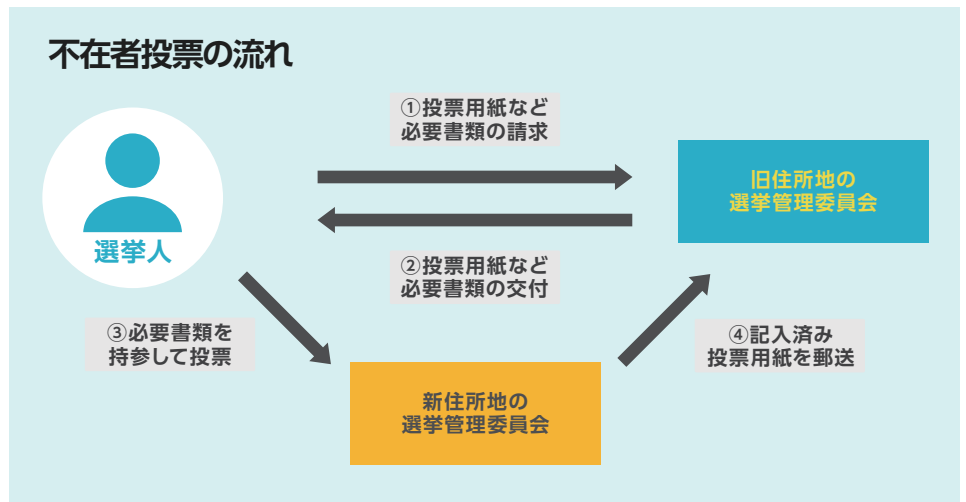 不在者投票の流れ
①投票用紙など
必要書類の請求
旧住所地の
選挙管理委員会
選挙人
②投票用紙など
必要書類の交付
③必要書類を
持参して投票
④記入済み
投票用紙を郵送
新住所地の
選挙管理委員会